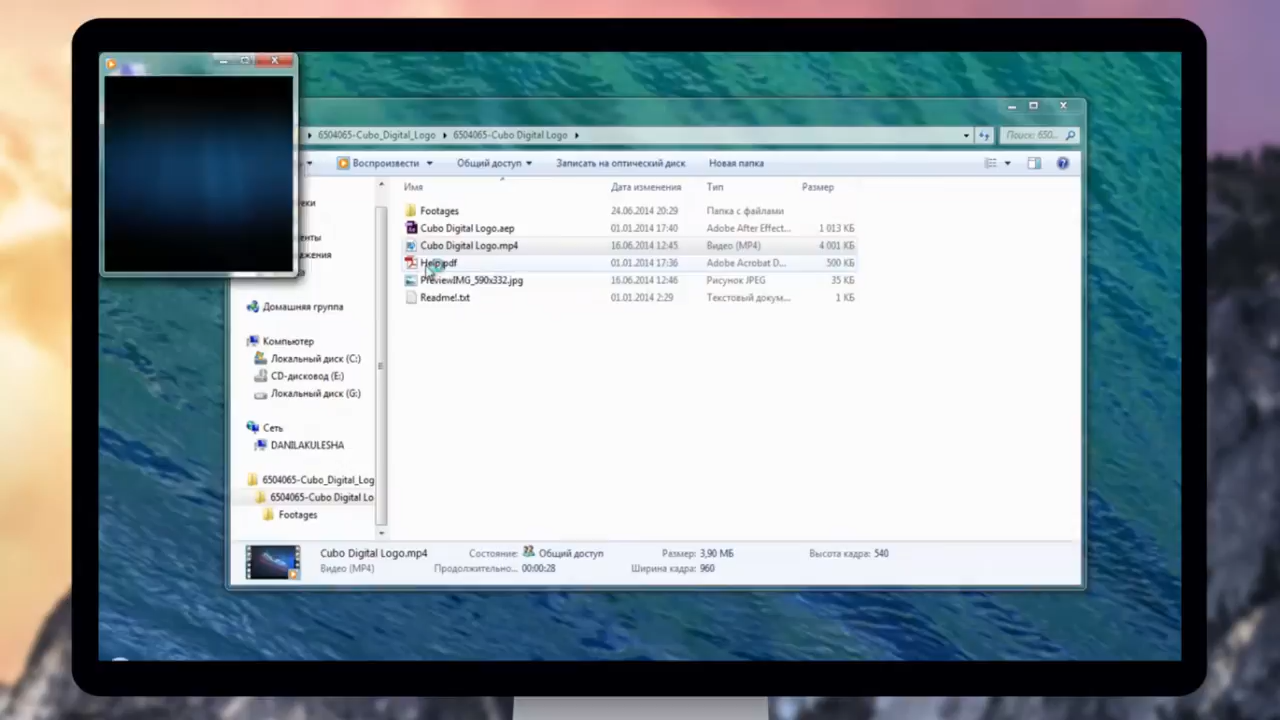 6504065-Cubo_Digital_Logo
6504065-Cubo Digital Logo
Поиск: 650...
Воспроизвести
Общий доступ
Записать на оптический диск
Новая папка
Имя
Дата изменения
Тип
Размер
Footages
24.06.2014 20:29
Папка с файлами
Cubo Digital Logo.aep
01.01.2014 17:40
Adobe After Effect...
1 013 КБ
Cubo Digital Logo.mp4
16.06.2014 12:45
Видео (MP4)
4 001 КБ
Help.pdf
01.01.2014 17:36
Adobe Acrobat D...
500 КБ
PreviewIMG_590x332.jpg
16.06.2014 12:46
Рисунок JPEG
35 КБ
Readme!.txt
01.01.2014 2:29
Текстовый докум...
1 КБ
Домашняя группа
Компьютер
Локальный диск (C:)
CD-дисковод (E:)
Локальный диск (G:)
Сеть
DANILAKULESHA
6504065-Cubo_Digital_Log
6504065-Cubo Digital Lo
Footages
Cubo Digital Logo.mp4
Состояние: Общий доступ
Размер: 3,90 МБ
Высота кадра: 540
Видео (MP4)
Продолжительно... 00:00:28
Ширина кадра: 960